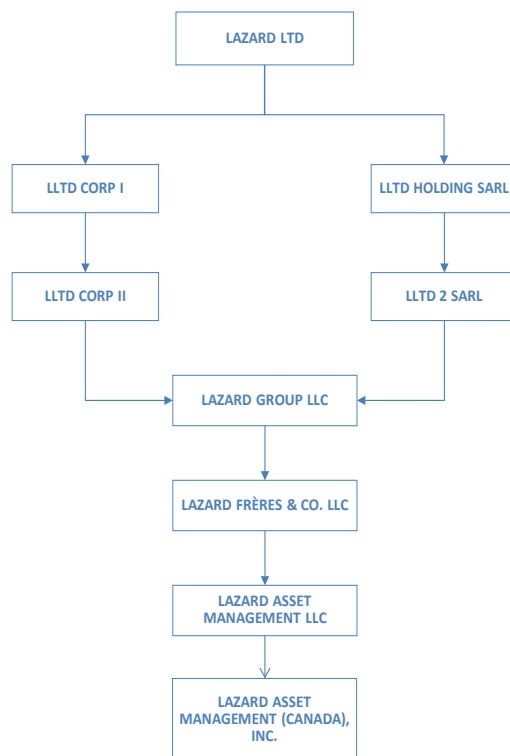 LAZARD LTD
LLTD CORP I
LLTD HOLDING SARL
LLTD CORP II
LLTD 2 SARL
LAZARD GROUP LLC
LAZARD FRÈRES & CO. LLC
LAZARD ASSET
MANAGEMENT LLC
LAZARD ASSET
MANAGEMENT (CANADA),
INC.